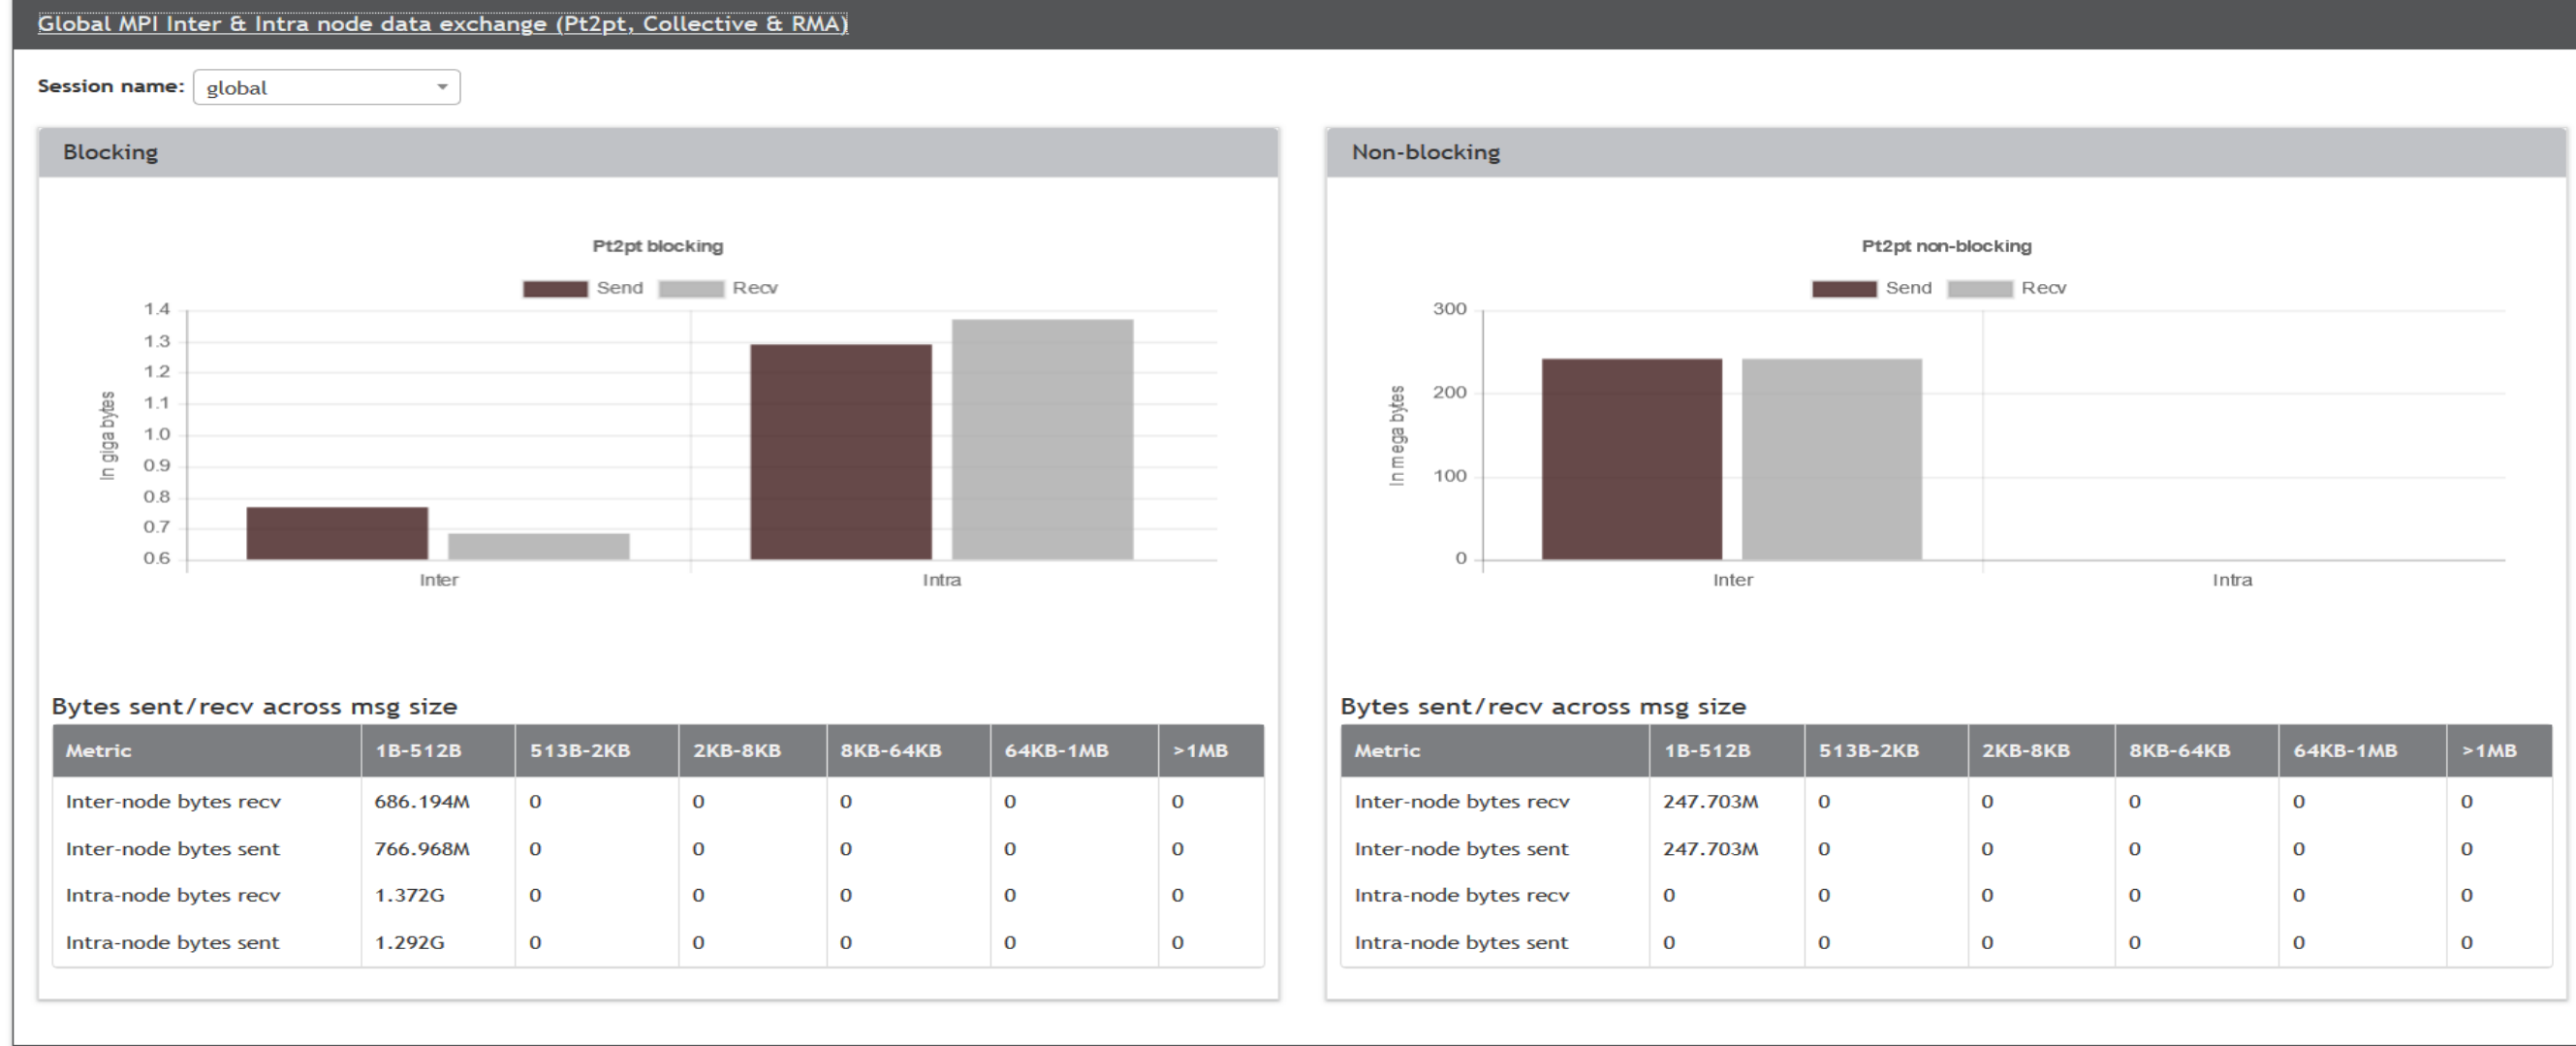 Global MPI Inter & Intra node data exchange (Pt2pt, Collective & RMA)
Session name: global
Blocking
Pt2pt blocking
Send Recv
In giga bytes
1.4
1.3
1.2
1.1
1.0
0.9
0.8
0.7
0.6
Inter Intra
Bytes sent/recv across msg size
Metric 1B-512B 513B-2KB 2KB-8KB 8KB-64KB 64KB-1MB >1MB
Inter-node bytes recv 686.194M 0 0 0 0 0
Inter-node bytes sent 766.968M 0 0 0 0 0
Intra-node bytes recv 1.372G 0 0 0 0 0
Intra-node bytes sent 1.292G 0 0 0 0 0
Non-blocking
Pt2pt non-blocking
Send Recv
In mega bytes
300
200
100
0
Inter Intra
Bytes sent/recv across msg size
Metric 1B-512B 513B-2KB 2KB-8KB 8KB-64KB 64KB-1MB >1MB
Inter-node bytes recv 247.703M 0 0 0 0 0
Inter-node bytes sent 247.703M 0 0 0 0 0
Intra-node bytes recv 0 0 0 0 0 0
Intra-node bytes sent 0 0 0 0 0 0